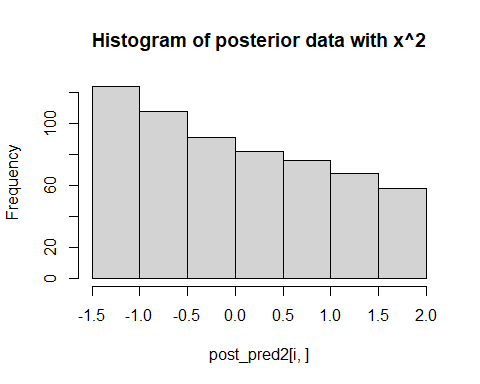 Histogram of posterior data with x^2
Frequency
100
60
20
0
-1.5 -1.0 -0.5 0.0 0.5 1.0 1.5 2.0
post_pred2[i, ]